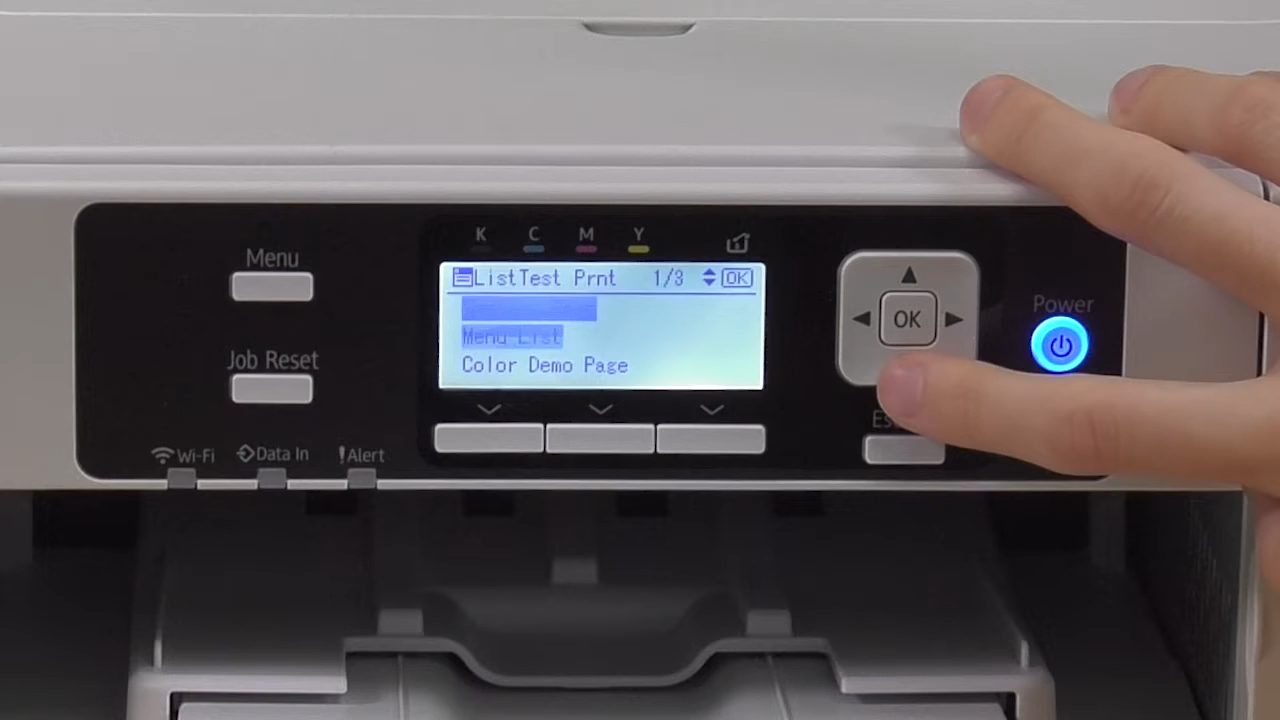 K C M Y
Menu
ListTest Prnt 1/3 OK
Menu List
Color Demo Page
OK
Power
Job Reset
Wi-Fi Data In !Alert